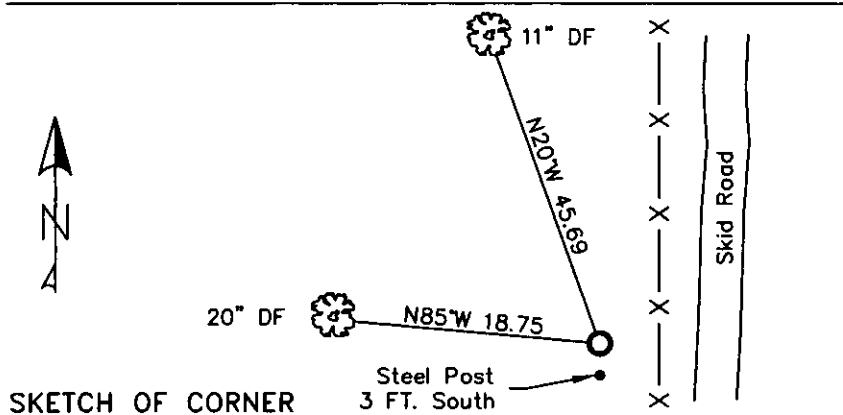 11" DF
N20°W 45.69
N
Skid Road
20" DF
N85°W 18.75
Steel Post
3 FT. South
SKETCH OF CORNER